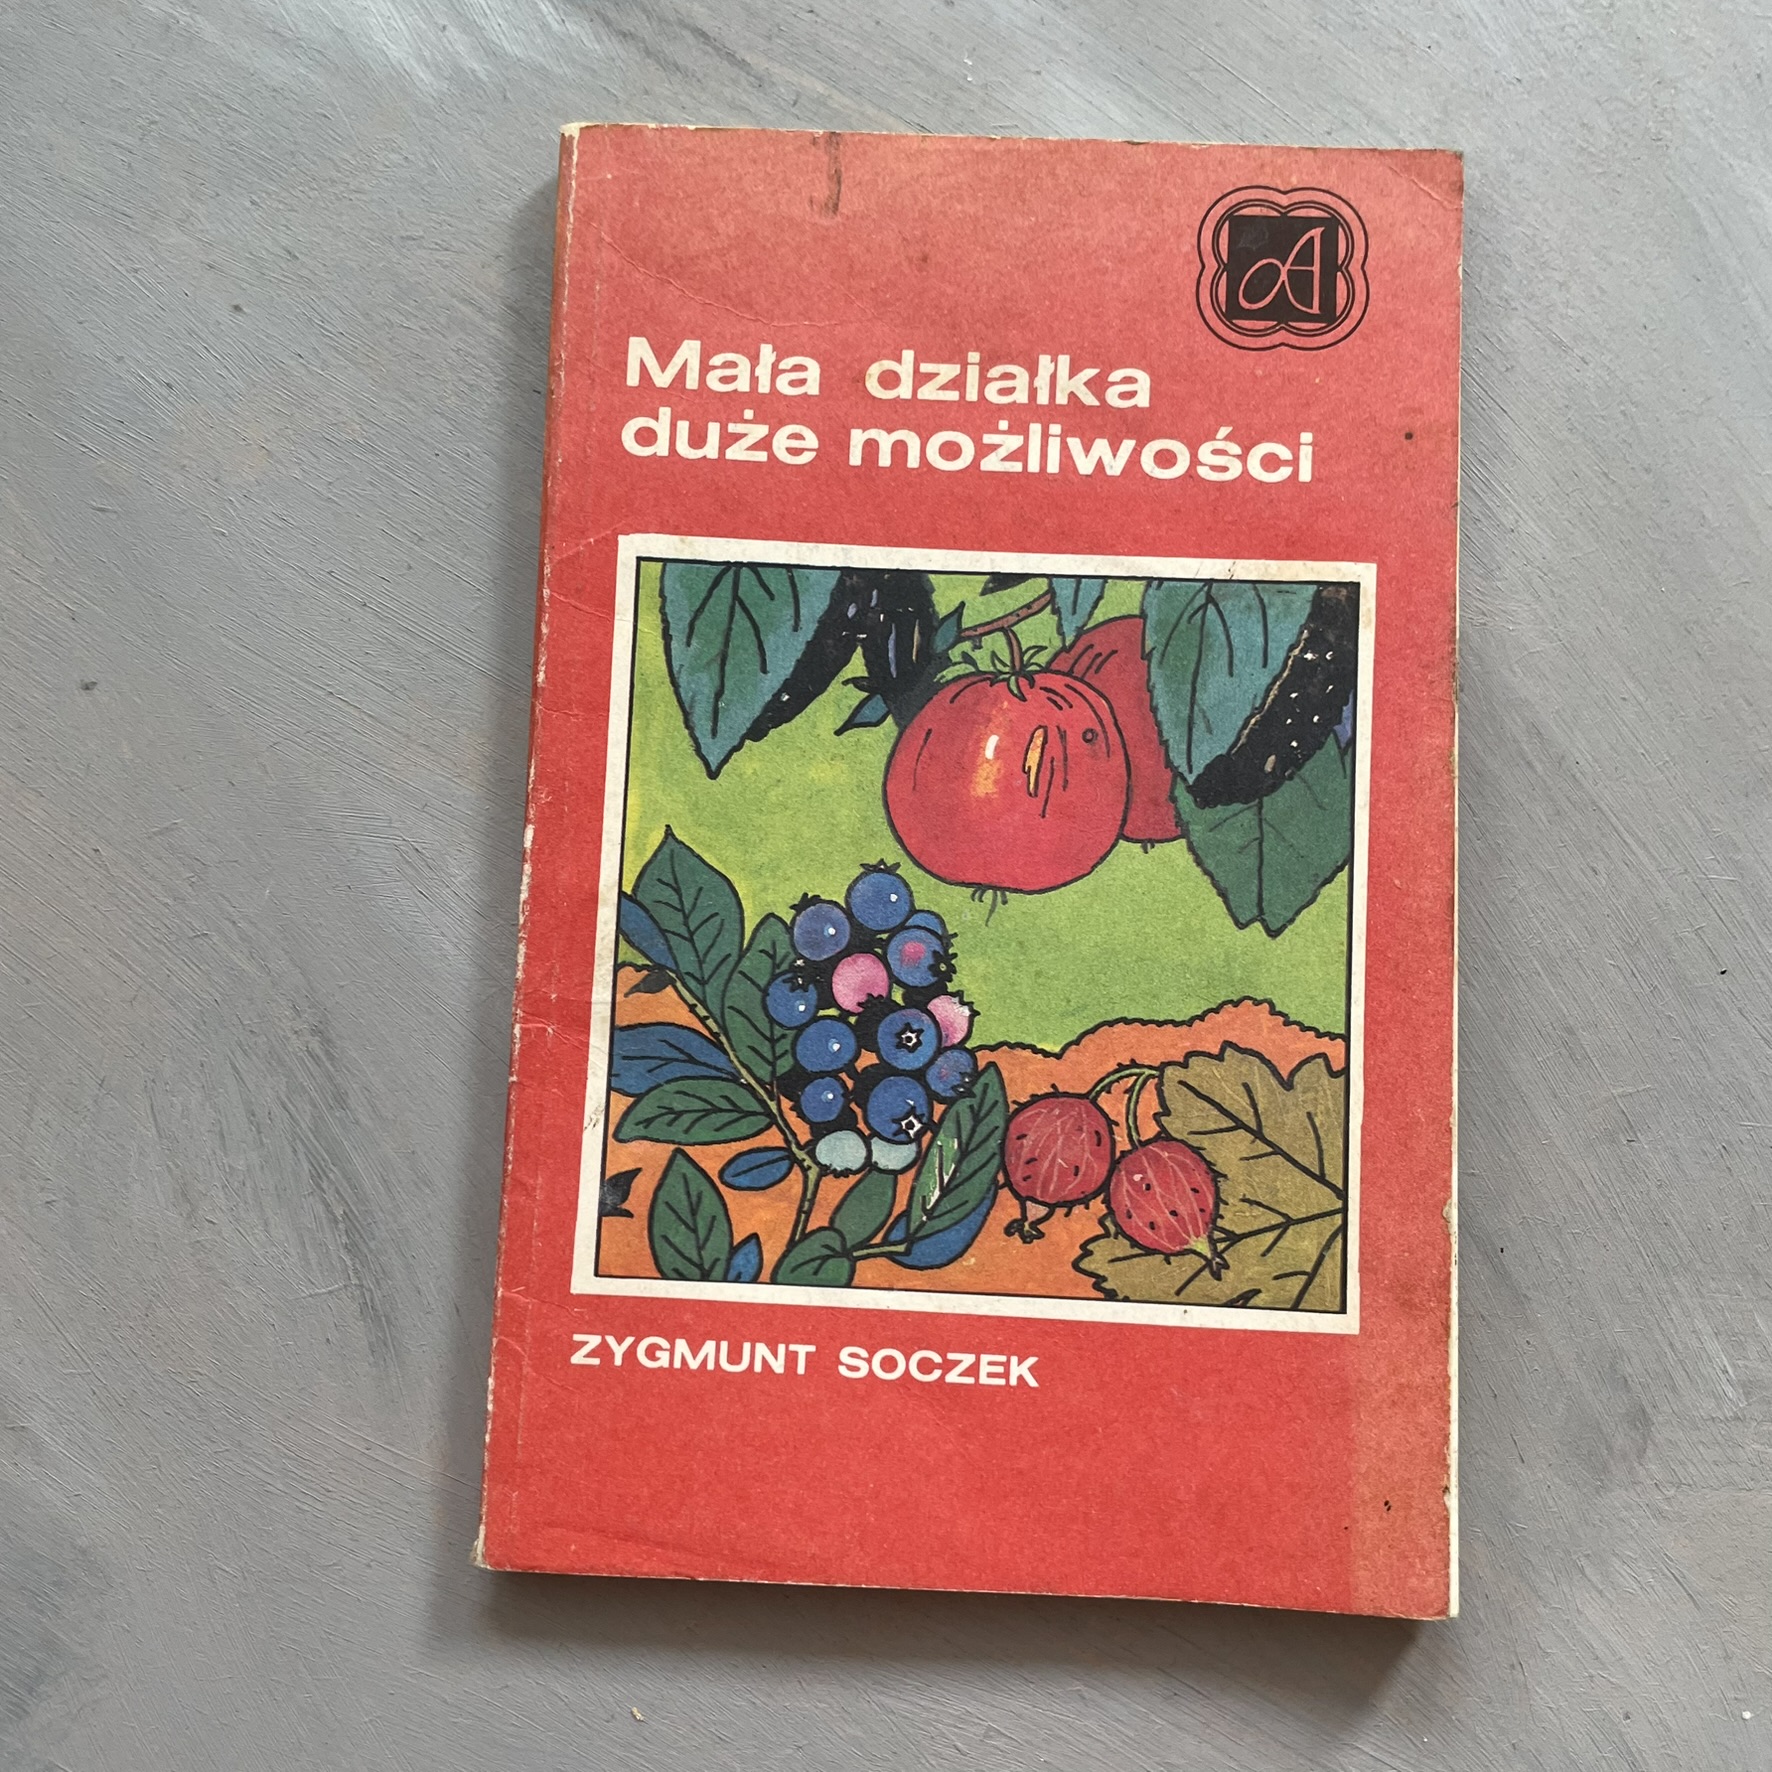 A
Mała działka
duże możliwości
ZYGMUNT SOCZEK